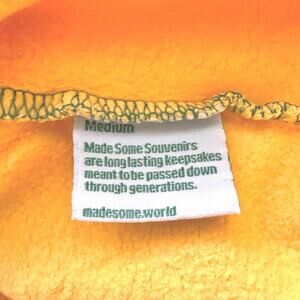 Medium
Made Some Souvenirs
are long lasting keepsakes
meant to be passed down
through generations.
madesome.world